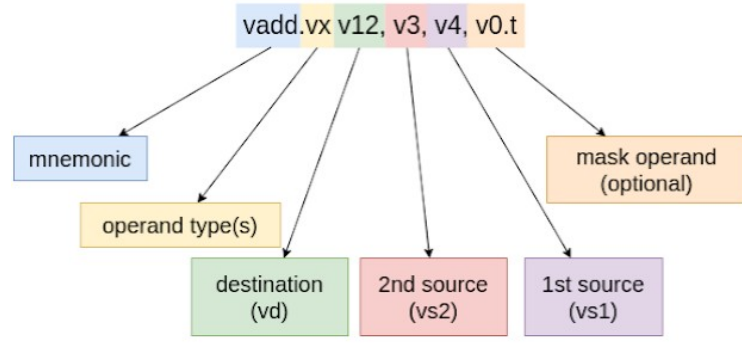 vadd.vx v12, v3, v4, v0.t
mnemonic
mask operand
(optional)
operand type(s)
destination
(vd)
2nd source
(vs2)
1st source
(vs1)